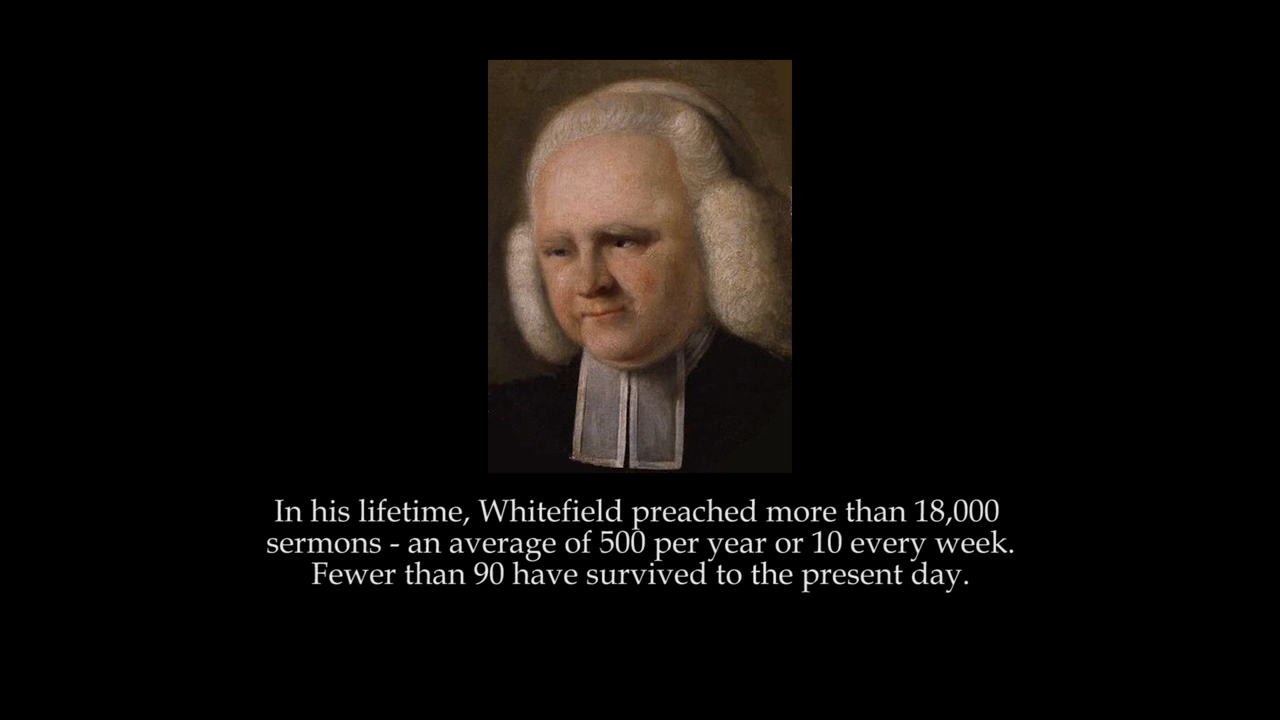 In his lifetime, Whitefield preached more than 18,000
sermons - an average of 500 per year or 10 every week.
Fewer than 90 have survived to the present day.